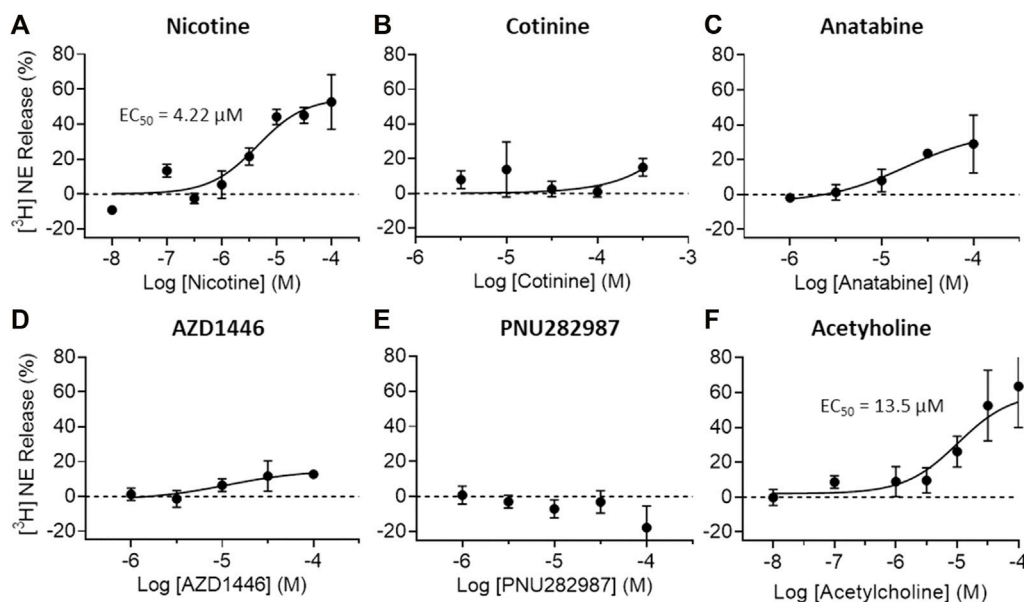 A Nicotine
[³H] NE Release (%)
80
60
40
20
0
-20
EC₅₀ = 4.22 µM
-8 -7 -6 -5 -4
Log [Nicotine] (M)
B Cotinine
80
60
40
20
0
-20
-6 -5 -4 -3
Log [Cotinine] (M)
C Anatabine
80
60
40
20
0
-20
-6 -5 -4
Log [Anatabine] (M)
D AZD1446
[³H] NE Release (%)
80
60
40
20
0
-20
-6 -5 -4
Log [AZD1446] (M)
E PNU282987
80
60
40
20
0
-20
-6 -5 -4
Log [PNU282987] (M)
F Acetyholine
80
60
40
20
0
-20
EC₅₀ = 13.5 µM
-8 -7 -6 -5 -4
Log [Acetylcholine] (M)